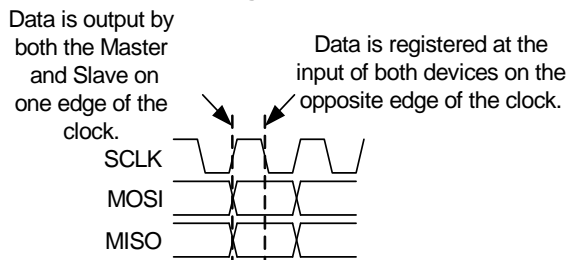 Data is output by
both the Master
and Slave on
one edge of the
clock.
Data is registered at the
input of both devices on the
opposite edge of the clock.
SCLK
MOSI
MISO